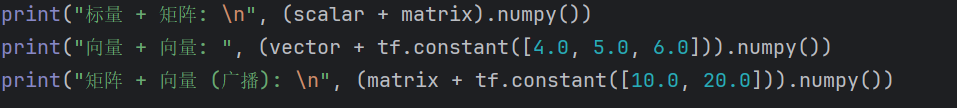 print("标量 + 矩阵: \n", (scalar + matrix).numpy())
print("向量 + 向量: ", (vector + tf.constant([4.0, 5.0, 6.0])).numpy())
print("矩阵 + 向量 (广播): \n", (matrix + tf.constant([10.0, 20.0])).numpy())